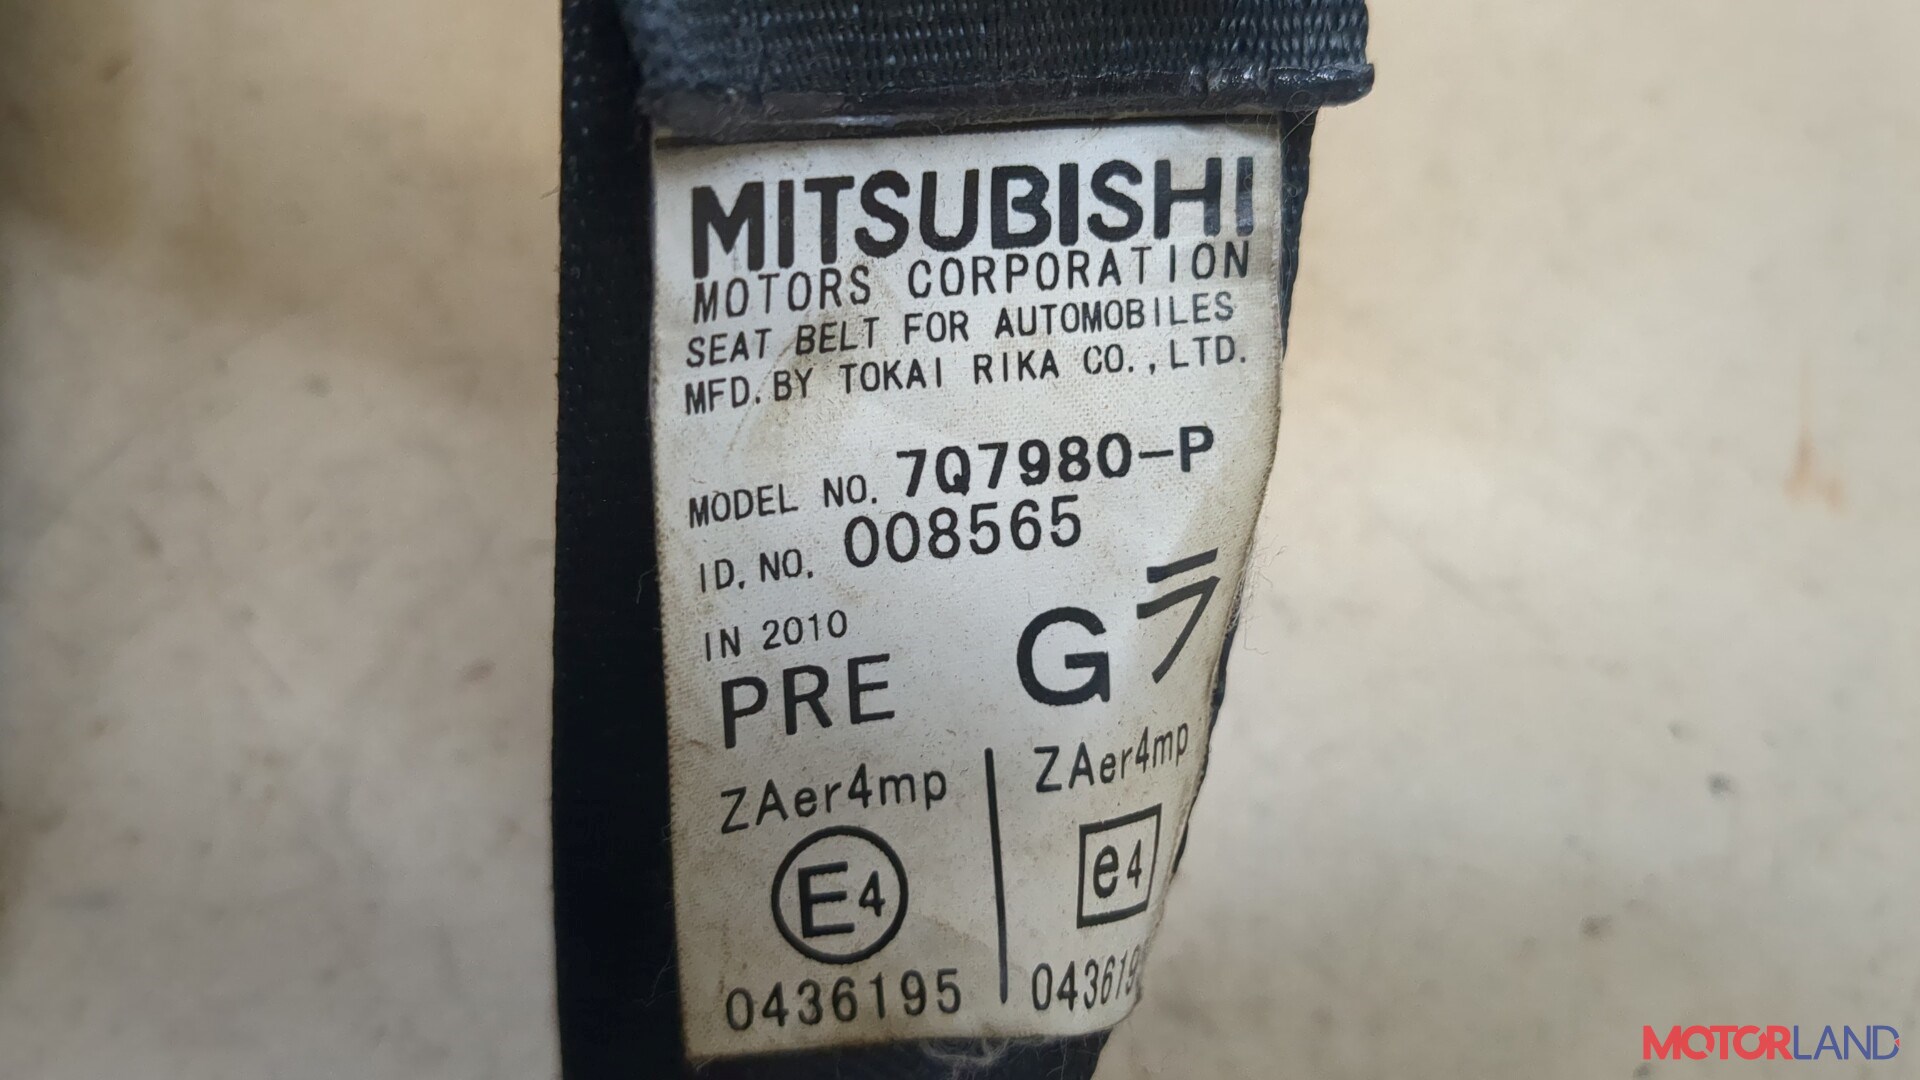 MITSUBISHI
MOTORS CORPORATION
SEAT BELT FOR AUTOMOBILES
MFD. BY TOKAI RIKA CO., LTD.
MODEL NO. 7Q7980-P
ID. NO. 008565
IN 2010
PRE Gラ
ZAer4mp ZAer4mp
E4 e4
0436195
MOTORLAND